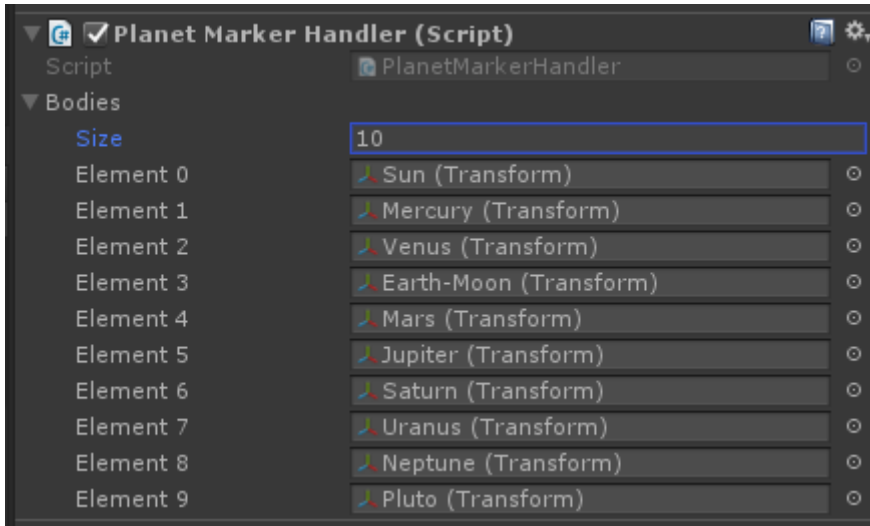 Planet Marker Handler (Script)
Script PlanetMarkerHandler
Bodies
Size 10
Element 0 Sun (Transform)
Element 1 Mercury (Transform)
Element 2 Venus (Transform)
Element 3 Earth-Moon (Transform)
Element 4 Mars (Transform)
Element 5 Jupiter (Transform)
Element 6 Saturn (Transform)
Element 7 Uranus (Transform)
Element 8 Neptune (Transform)
Element 9 Pluto (Transform)